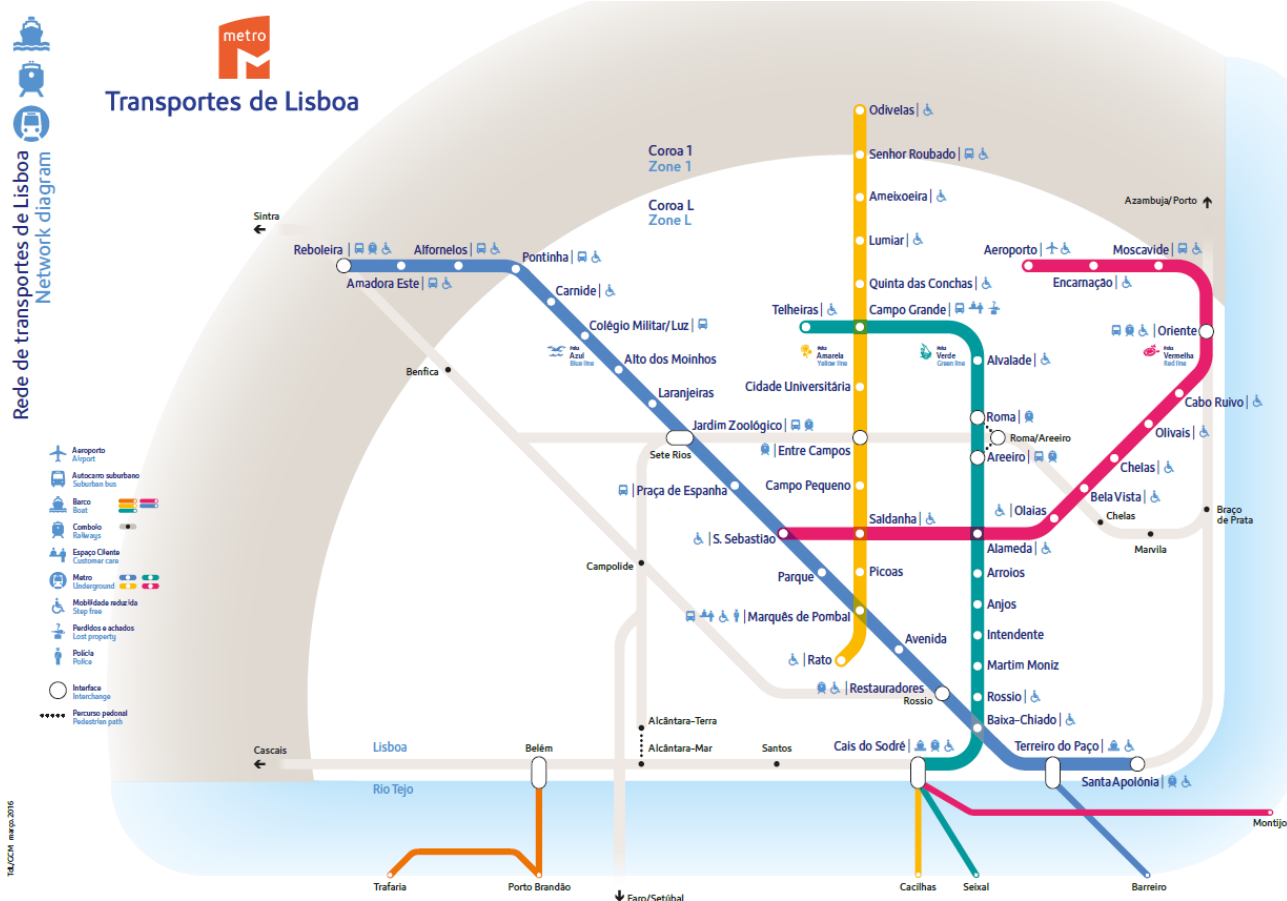 metro
Transportes de Lisboa
Rede de transportes de Lisboa
Network diagram
Coroa 1
Zone 1
Coroa L
Zone L
Odivelas
Senhor Roubado
Ameixoeira
Lumiar
Quinta das Conchas
Campo Grande
Telheiras
Cidade Universitária
Entre Campos
Campo Pequeno
Saldanha
Picoas
Marquês de Pombal
Rato
Azambuja/Porto
Sintra
Reboleira
Amadora Este
Alfornelos
Pontinha
Carnide
Colégio Militar/Luz
Alto dos Moinhos
Laranjeiras
Jardim Zoológico
Sete Rios
Praça de Espanha
S. Sebastião
Parque
Avenida
Restauradores
Rossio
Baixa-Chiado
Terreiro do Paço
Santa Apolónia
Aeroporto
Encarnação
Moscavide
Oriente
Cabo Ruivo
Olivais
Chelas
Bela Vista
Olaias
Alameda
Alvalade
Roma
Areeiro
Roma/Areeiro
Arroios
Anjos
Intendente
Martim Moniz
Rossio
Cais do Sodré
Linha
Azul
Blue line
Linha
Amarela
Yellow line
Linha
Verde
Green line
Linha
Vermelha
Red line
Benfica
Campolide
Chelas
Marvila
Braço
de Prata
Alcântara-Terra
Alcântara-Mar
Santos
Belém
Cascais
Lisboa
Rio Tejo
Trafaria
Porto Brandão
Faro/Setúbal
Cacilhas
Seixal
Barreiro
Montijo
Aeroporto
Airport
Autocarro suburbano
Suburban bus
Barco
Boat
Comboio
Railways
Espaço Cliente
Customer care
Metro
Underground
Mobilidade reduzida
Step free
Perdidos e achados
Lost property
Polícia
Police
Interface
Interchange
Percurso pedonal
Pedestrian path
TdL/GCM março.2016